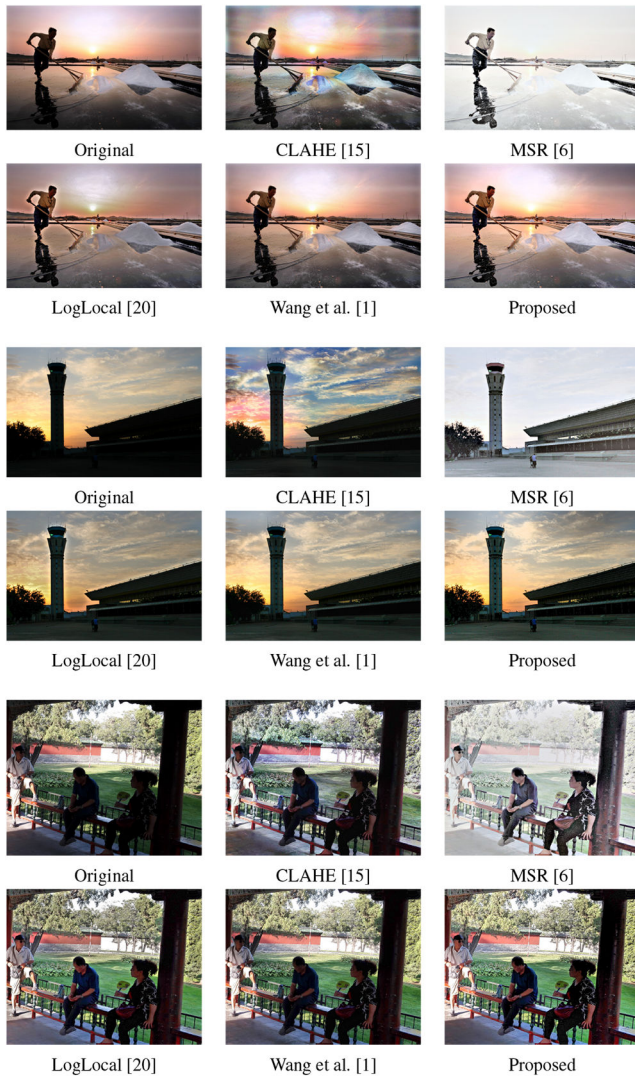 Original CLAHE [15] MSR [6]
LogLocal [20] Wang et al. [1] Proposed
Original CLAHE [15] MSR [6]
LogLocal [20] Wang et al. [1] Proposed
Original CLAHE [15] MSR [6]
LogLocal [20] Wang et al. [1] Proposed